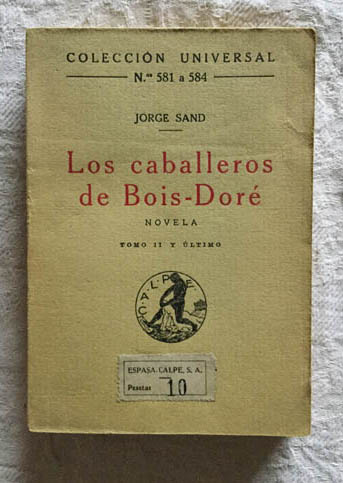 COLECCIÓN UNIVERSAL
N.os 581 a 584
JORGE SAND
Los caballeros
de Bois-Doré
NOVELA
TOMO II Y ÚLTIMO
CALPE
ESPASA-CALPE, S. A.
Pesetas 10